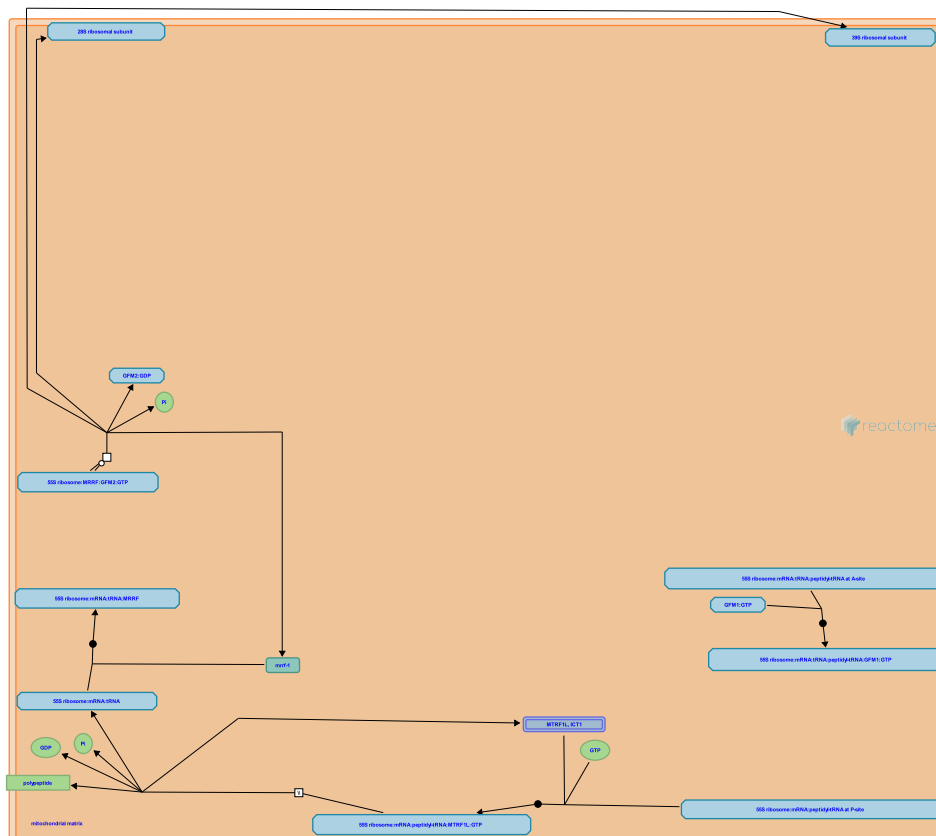 28S ribosomal subunit
39S ribosomal subunit
GFM2:GDP
Pi
reactome
55S ribosome:MRRF:GFM2:GTP
55S ribosome:mRNA:tRNA:peptidyl-tRNA at A-site
55S ribosome:mRNA:tRNA:MRRF
GFM1:GTP
55S ribosome:mRNA:tRNA:peptidyl-tRNA:GFM1:GTP
mrrf-1
55S ribosome:mRNA:tRNA
MTRF1L, ICT1
GDP
Pi
GTP
polypeptide
55S ribosome:mRNA:peptidyl-tRNA at P-site
mitochondrial matrix
55S ribosome:mRNA:peptidyl-tRNA:MTRF1L:GTP